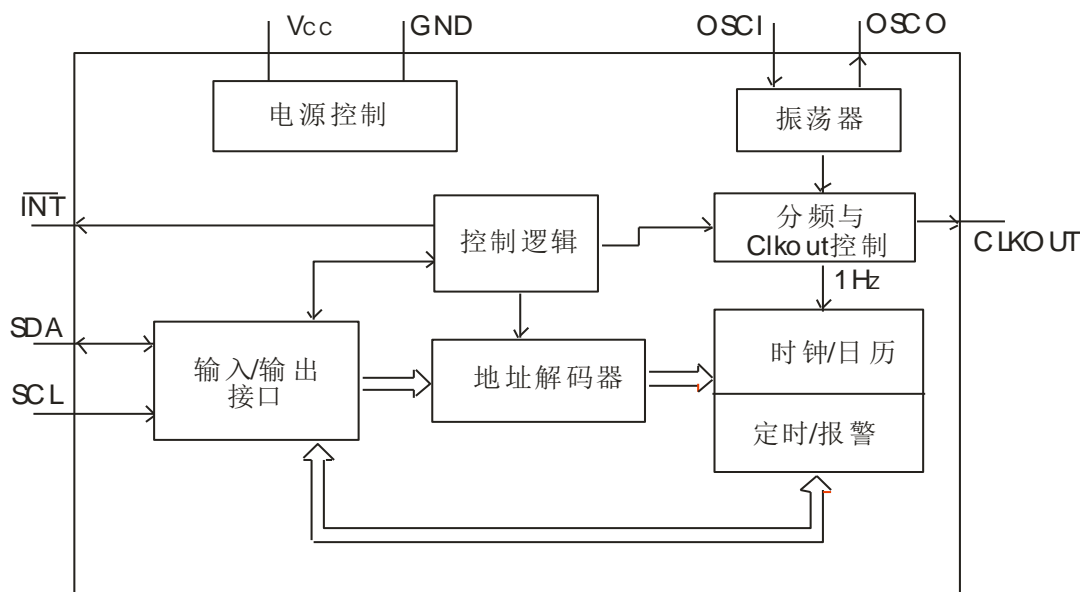 Vcc
GND
OSCI
OSCO
电源控制
振荡器
INT
控制逻辑
分频与
Clkout控制
CLKOUT
1Hz
SDA
SCL
输入/输出
接口
地址解码器
时钟/日历
定时/报警